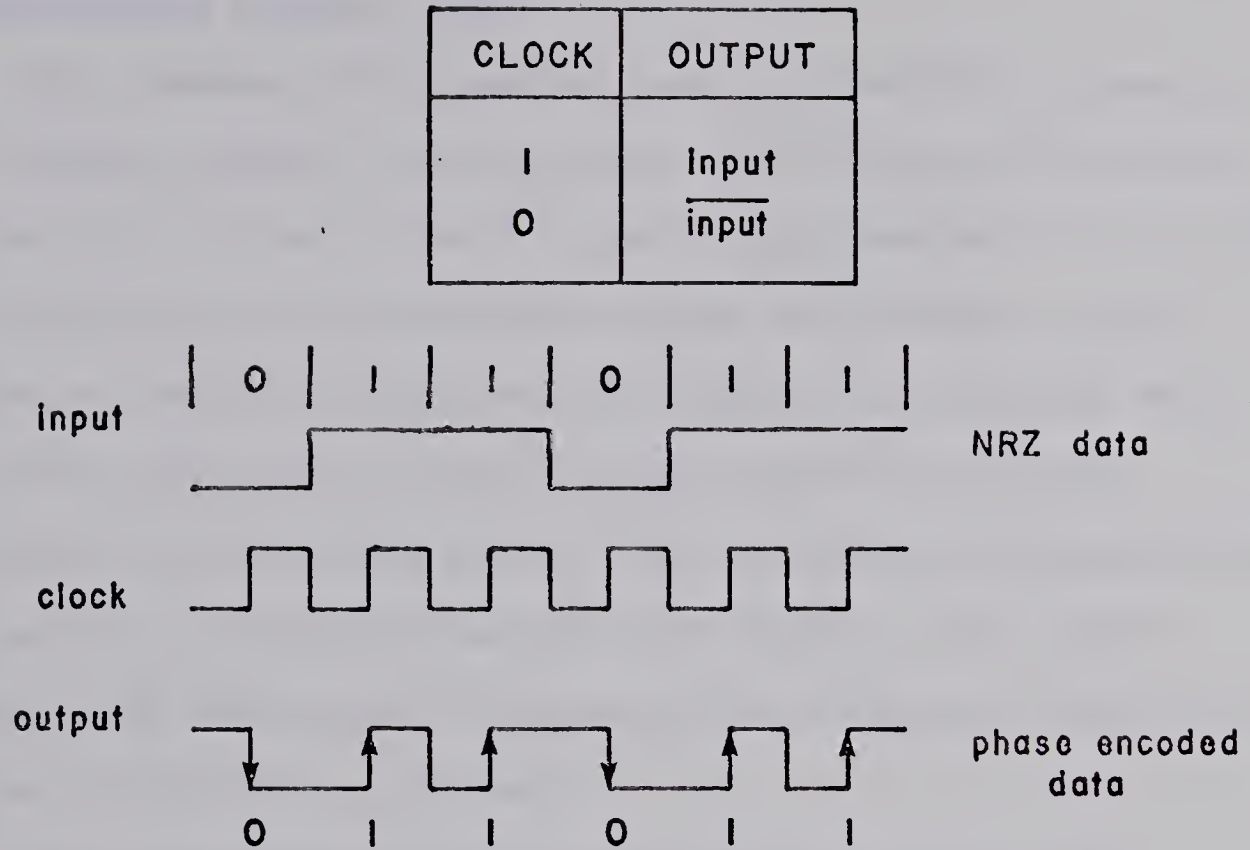 CLOCK OUTPUT
1 input
0 i̅n̅p̅u̅t̅
0 1 1 0 1 1
input
NRZ data
clock
output
phase encoded
data
0 1 1 0 1 1